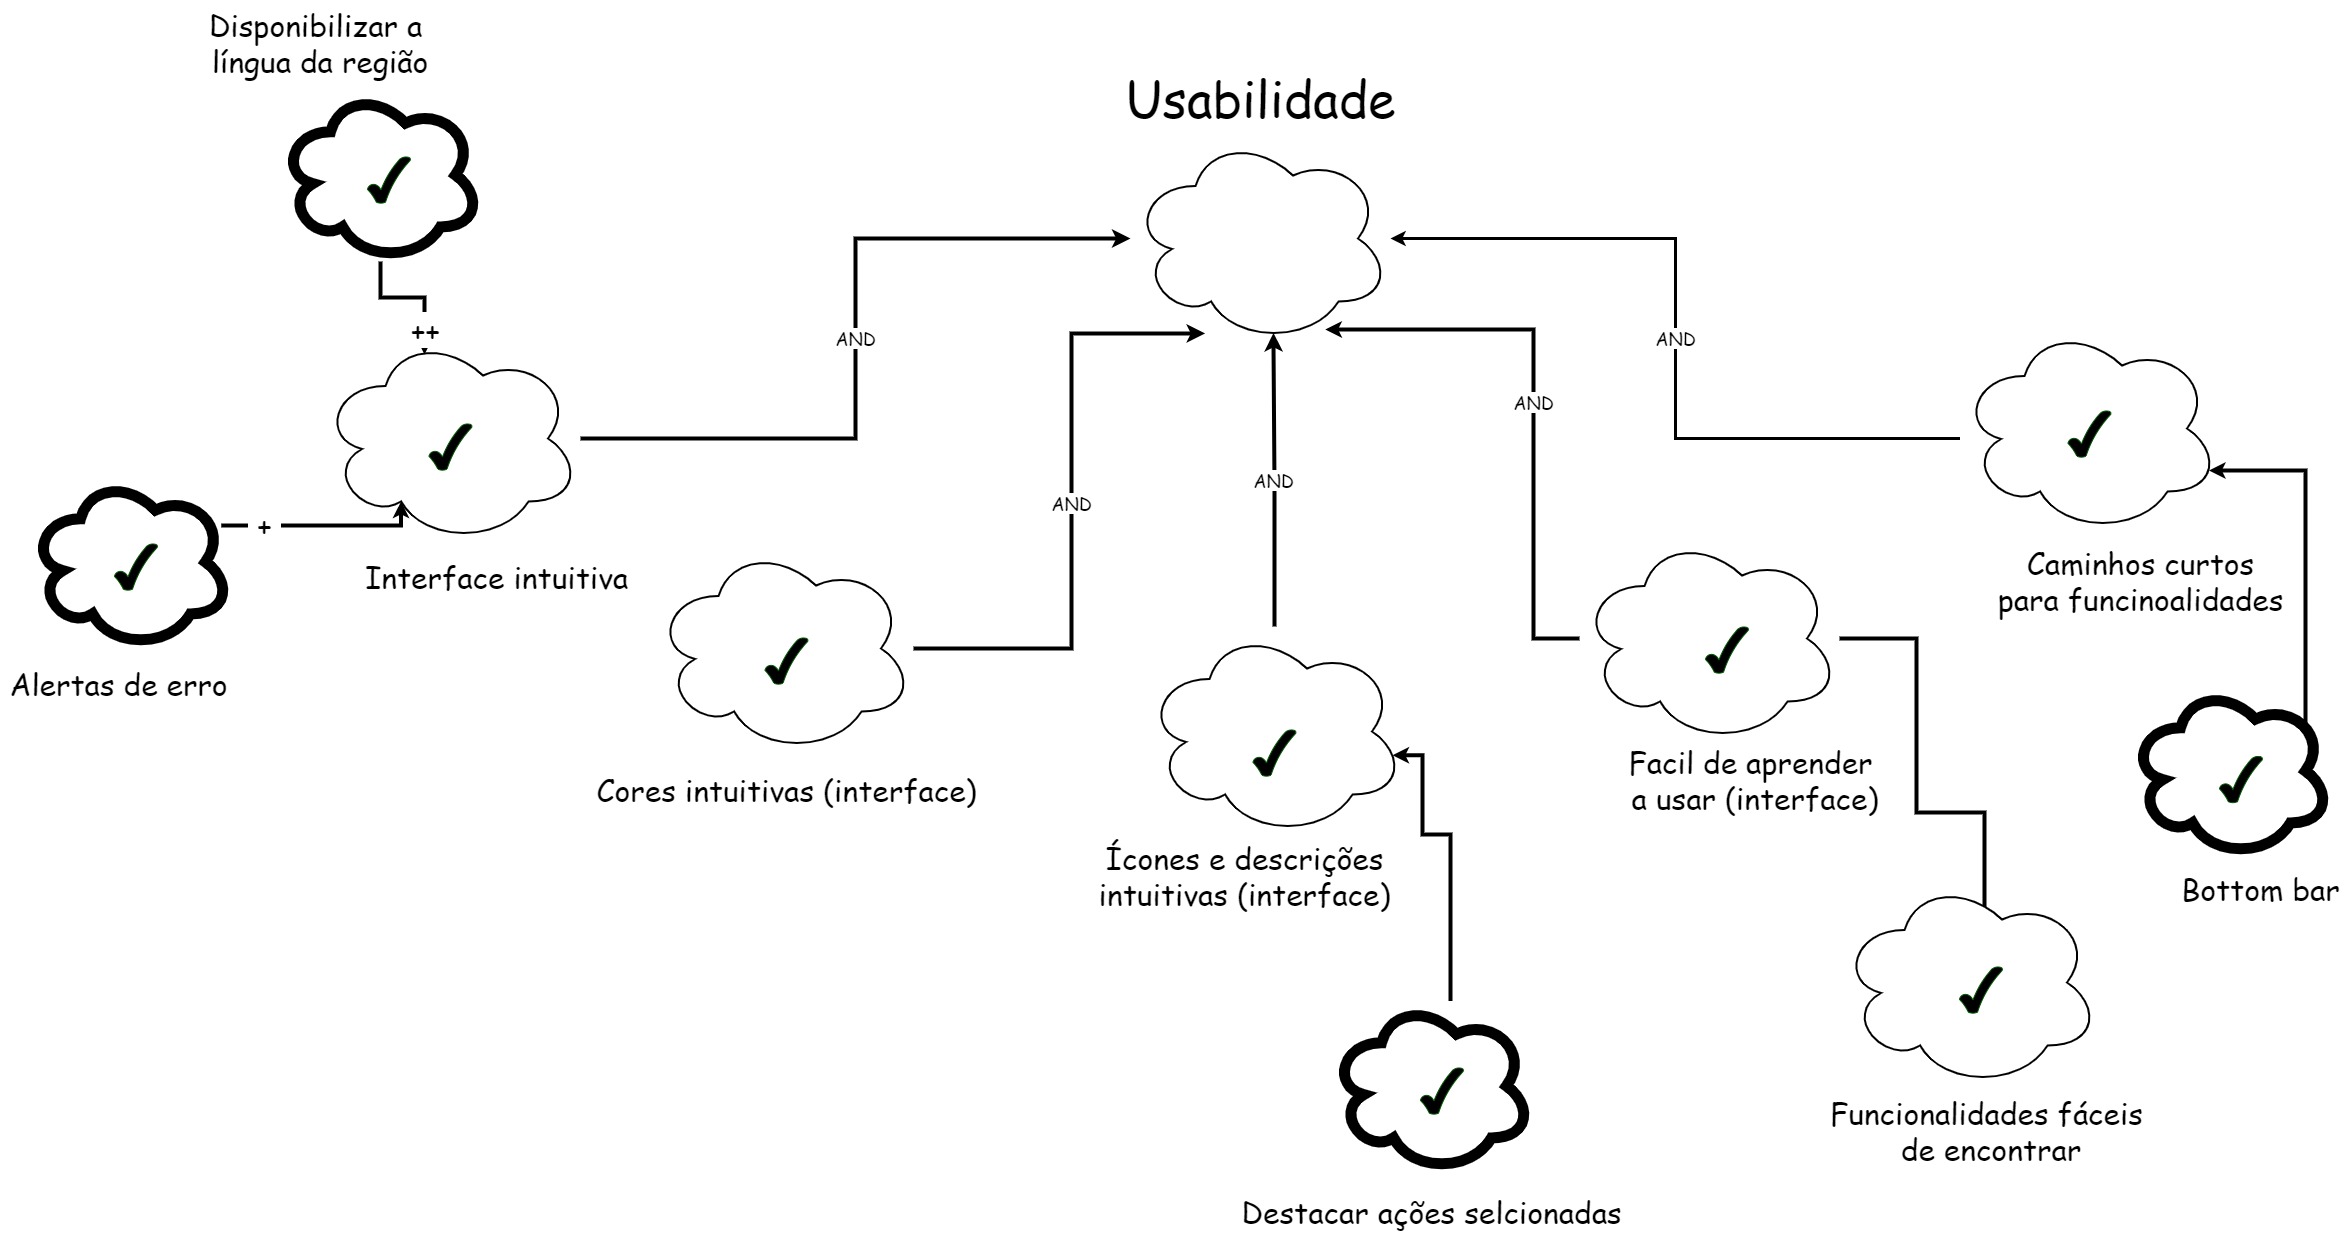 Disponibilizar a
língua da região
Usabilidade
++
AND
AND
AND
AND
AND
+
Interface intuitiva
Alertas de erro
Cores intuitivas (interface)
Ícones e descrições
intuitivas (interface)
Facil de aprender
a usar (interface)
Caminhos curtos
para funcinoalidades
Bottom bar
Funcionalidades fáceis
de encontrar
Destacar ações selcionadas